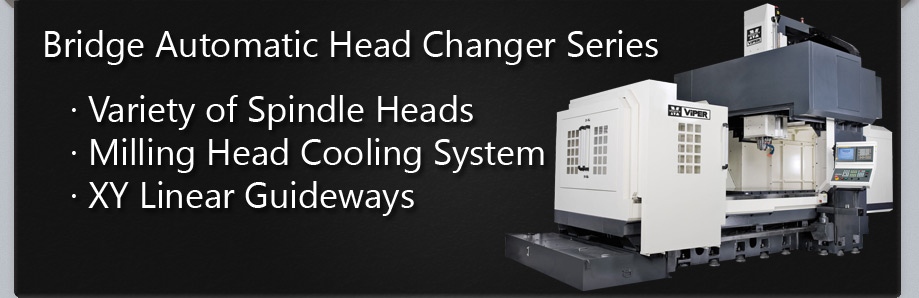 Bridge Automatic Head Changer Series
· Variety of Spindle Heads
· Milling Head Cooling System
· XY Linear Guideways
VIPER